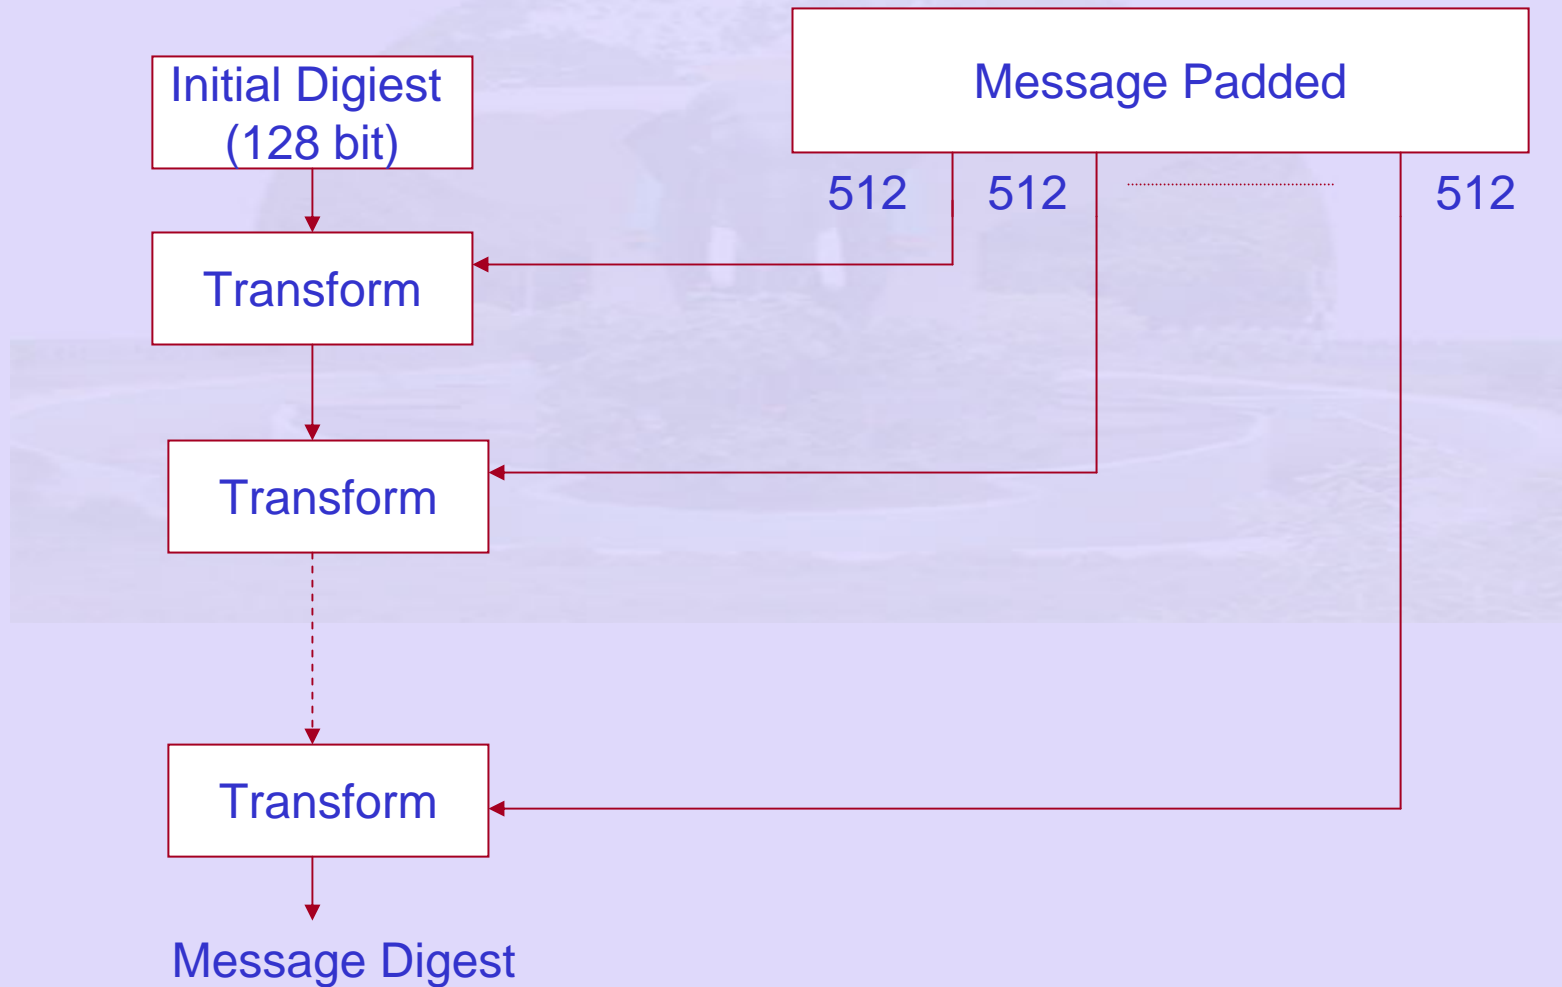 Initial Digiest
(128 bit)
Message Padded
512 512 512
Transform
Transform
Transform
Message Digest